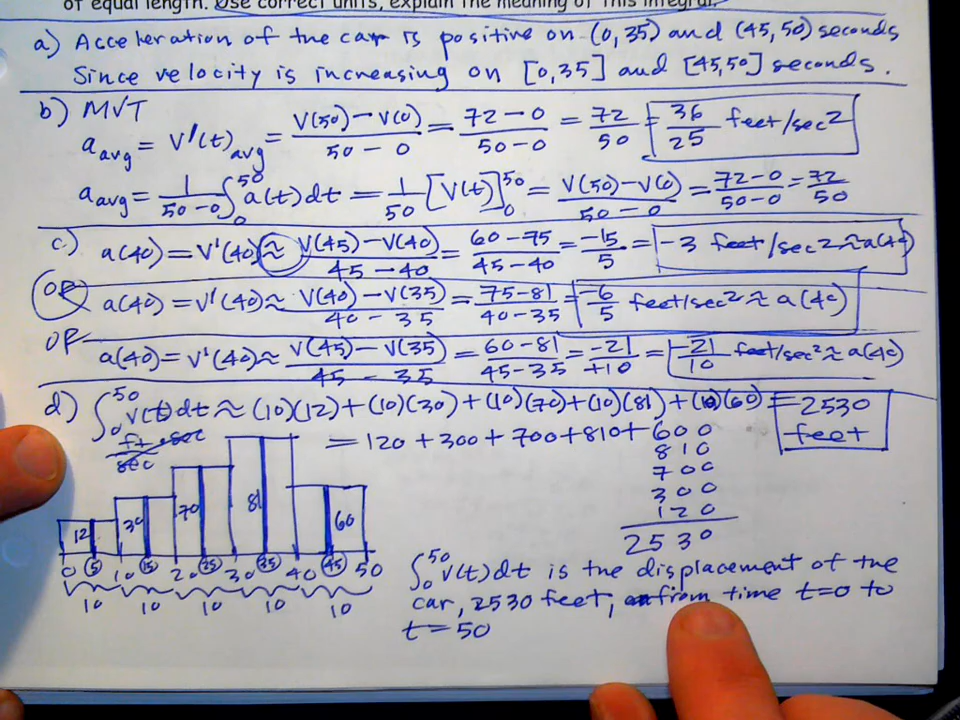 of equal length. Use correct units, explain the meaning of this integral.
a) Acceleration of the car is positive on (0,35) and (45,50) seconds
Since velocity is increasing on [0,35] and [45,50] seconds.
b) MVT
a_avg = V'(t)_avg = (V(50) - V(0))/(50 - 0) = (72 - 0)/(50 - 0) = 72/50 = 36/25 feet/sec²
a_avg = 1/(50-0) ∫₀⁵⁰ a(t)dt = 1/50 [V(t)]₀⁵⁰ = (V(50) - V(0))/(50 - 0) = (72-0)/(50-0) = 72/50
c.) a(40) = V'(40) ≈ (V(45) - V(40))/(45 - 40) = (60 - 75)/(45 - 40) = -15/5 = -3 feet/sec² ≈ a(40)
OR a(40) = V'(40) ≈ (V(40) - V(35))/(40 - 35) = (75-81)/(40-35) = -6/5 feet/sec² ≈ a(40)
OR a(40) = V'(40) ≈ (V(45) - V(35))/(45 - 35) = (60-81)/(45-35) = -21/+10 = -21/10 feet/sec² ≈ a(40)
d) ∫₀⁵⁰ V(t)dt ≈ (10)(12) + (10)(30) + (10)(70) + (10)(81) + (10)(60) = 2530 feet
ft/sec · sec
= 120 + 300 + 700 + 810 + 600
810
700
300
120
2530
12 30 70 81 60
0 5 10 15 20 25 30 35 40 45 50
10 10 10 10 10
∫₀⁵⁰ V(t)dt is the displacement of the
car, 2530 feet, from time t=0 to
t=50